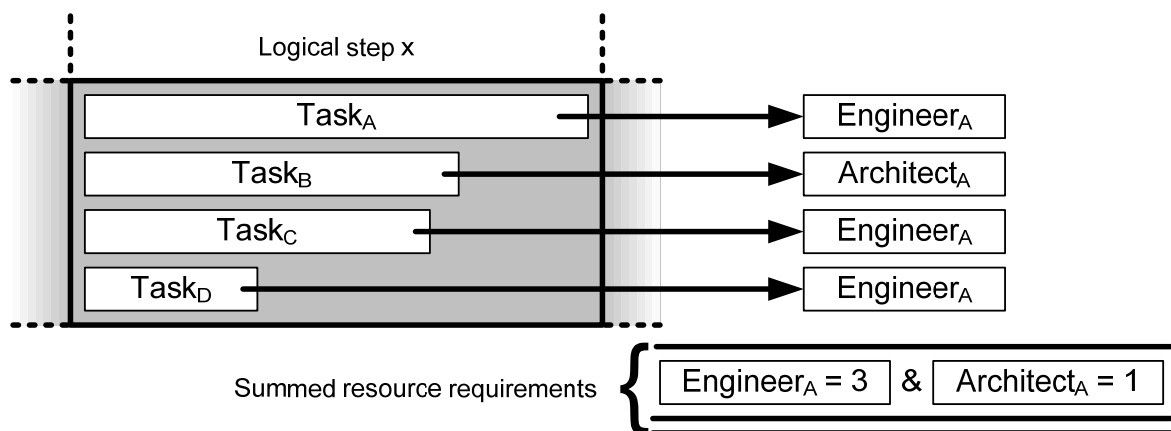 Logical step x
TaskA EngineerA
TaskB ArchitectA
TaskC EngineerA
TaskD EngineerA
Summed resource requirements { EngineerA = 3 & ArchitectA = 1